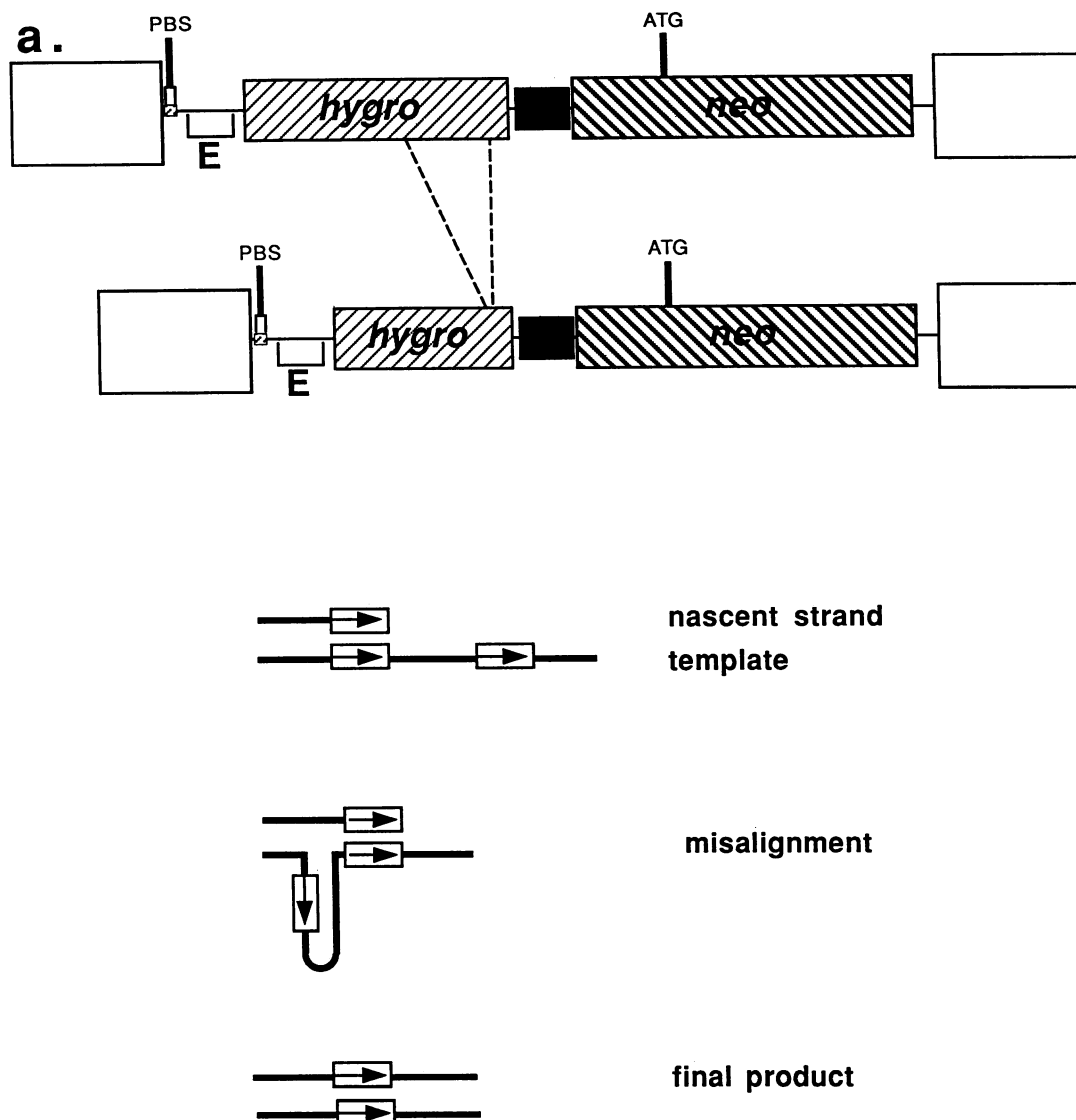 a.
PBS
ATG
hygro
neo
E
PBS
ATG
hygro
neo
E
nascent strand
template
misalignment
final product